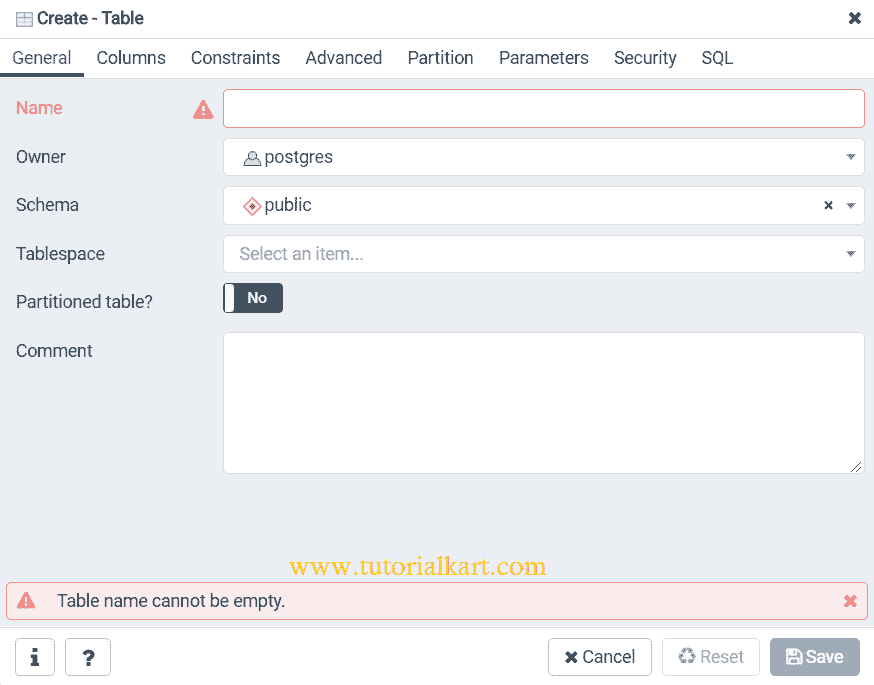 Create - Table
General Columns Constraints Advanced Partition Parameters Security SQL
Name
Owner postgres
Schema public
Tablespace Select an item...
Partitioned table? No
Comment
www.tutorialkart.com
Table name cannot be empty.
i ? Cancel Reset Save